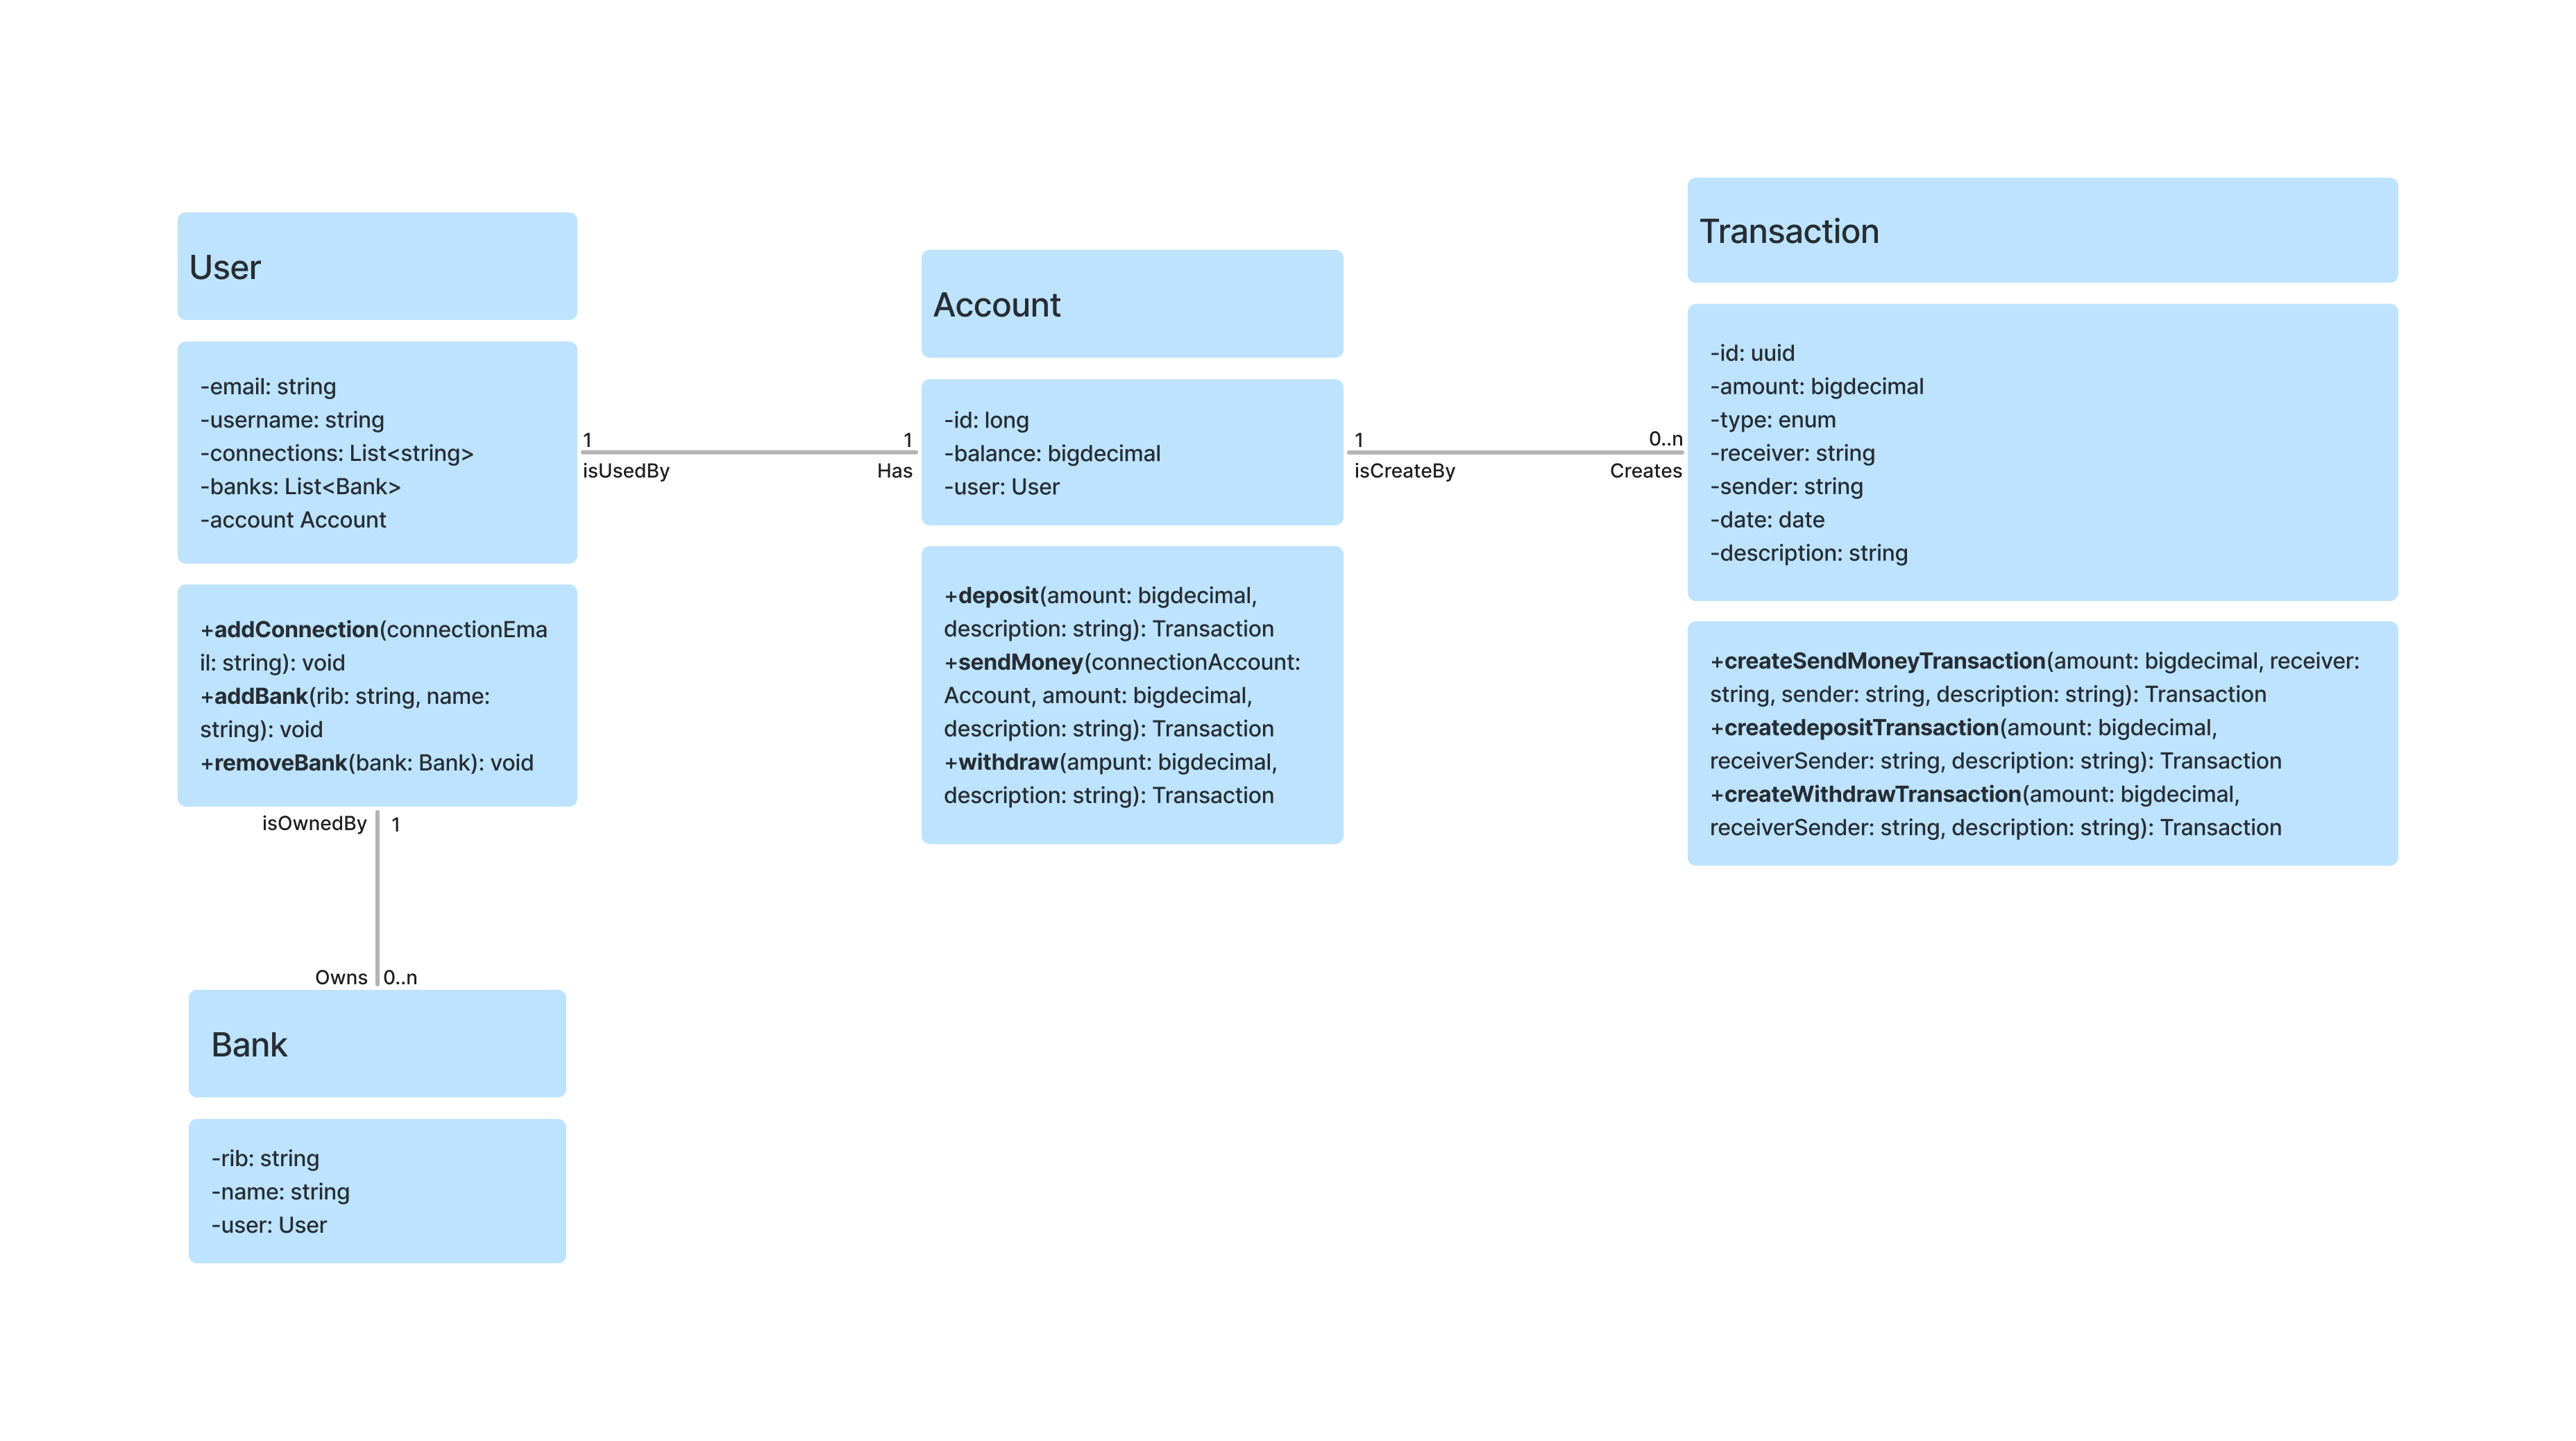 User
-email: string
-username: string
-connections: List<string>
-banks: List<Bank>
-account Account
+addConnection(connectionEma
il: string): void
+addBank(rib: string, name:
string): void
+removeBank(bank: Bank): void
1
isUsedBy
1
Has
Account
-id: long
-balance: bigdecimal
-user: User
+deposit(amount: bigdecimal,
description: string): Transaction
+sendMoney(connectionAccount:
Account, amount: bigdecimal,
description: string): Transaction
+withdraw(ampunt: bigdecimal,
description: string): Transaction
1
isCreateBy
0..n
Creates
Transaction
-id: uuid
-amount: bigdecimal
-type: enum
-receiver: string
-sender: string
-date: date
-description: string
+createSendMoneyTransaction(amount: bigdecimal, receiver:
string, sender: string, description: string): Transaction
+createdepositTransaction(amount: bigdecimal,
receiverSender: string, description: string): Transaction
+createWithdrawTransaction(amount: bigdecimal,
receiverSender: string, description: string): Transaction
isOwnedBy 1
Owns 0..n
Bank
-rib: string
-name: string
-user: User